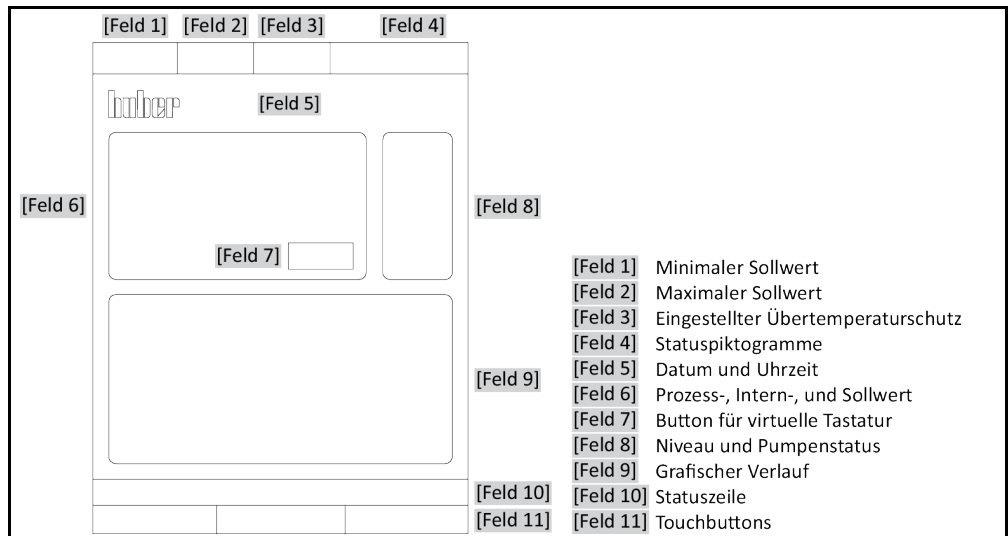 [Feld 1] [Feld 2] [Feld 3] [Feld 4]
huber
[Feld 5]
[Feld 6]
[Feld 8]
[Feld 7]
[Feld 9]
[Feld 10]
[Feld 11]
[Feld 1] Minimaler Sollwert
[Feld 2] Maximaler Sollwert
[Feld 3] Eingestellter Übertemperaturschutz
[Feld 4] Statuspiktogramme
[Feld 5] Datum und Uhrzeit
[Feld 6] Prozess-, Intern-, und Sollwert
[Feld 7] Button für virtuelle Tastatur
[Feld 8] Niveau und Pumpenstatus
[Feld 9] Grafischer Verlauf
[Feld 10] Statuszeile
[Feld 11] Touchbuttons